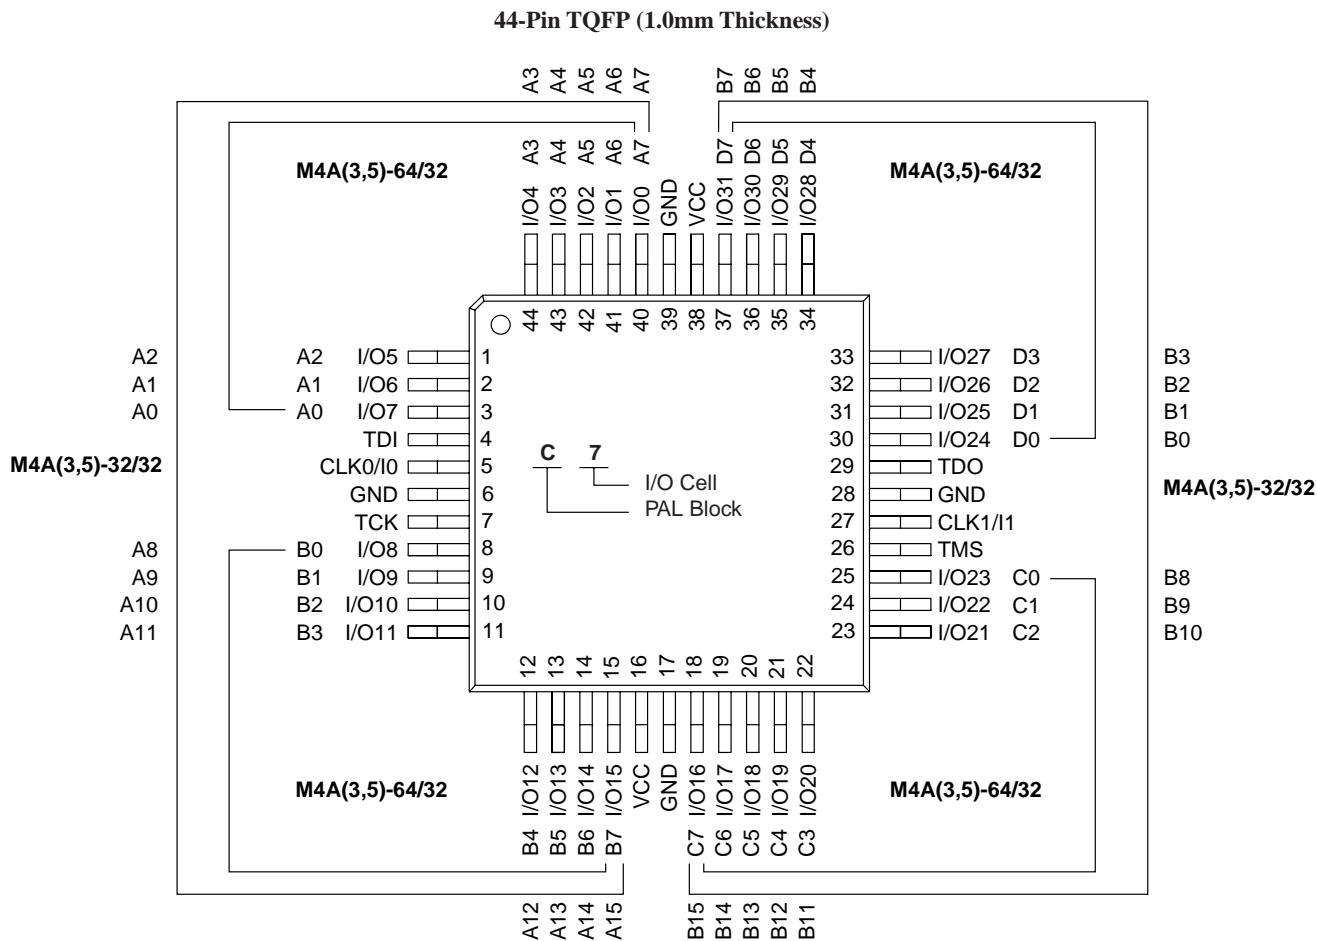 44-Pin TQFP (1.0mm Thickness)
A3 A4 A5 A6 A7 B7 B6 B5 B4
A3 A4 A5 A6 A7 D7 D6 D5 D4
M4A(3,5)-64/32 M4A(3,5)-64/32
I/O4 I/O3 I/O2 I/O1 I/O0 GND VCC I/O31 I/O30 I/O29 I/O28
44 43 42 41 40 39 38 37 36 35 34
A2 A2 I/O5 1 33 I/O27 D3 B3
A1 A1 I/O6 2 32 I/O26 D2 B2
A0 A0 I/O7 3 31 I/O25 D1 B1
TDI 4 30 I/O24 D0 B0
M4A(3,5)-32/32 CLK0/I0 5 C 7 29 TDO
I/O Cell
GND 6 28 GND M4A(3,5)-32/32
PAL Block
TCK 7 27 CLK1/I1
A8 B0 I/O8 8 26 TMS
A9 B1 I/O9 9 25 I/O23 C0 B8
A10 B2 I/O10 10 24 I/O22 C1 B9
A11 B3 I/O11 11 23 I/O21 C2 B10
12 13 14 15 16 17 18 19 20 21 22
I/O12 I/O13 I/O14 I/O15 VCC GND I/O16 I/O17 I/O18 I/O19 I/O20
M4A(3,5)-64/32 M4A(3,5)-64/32
B4 B5 B6 B7 C7 C6 C5 C4 C3
A12 A13 A14 A15 B15 B14 B13 B12 B11